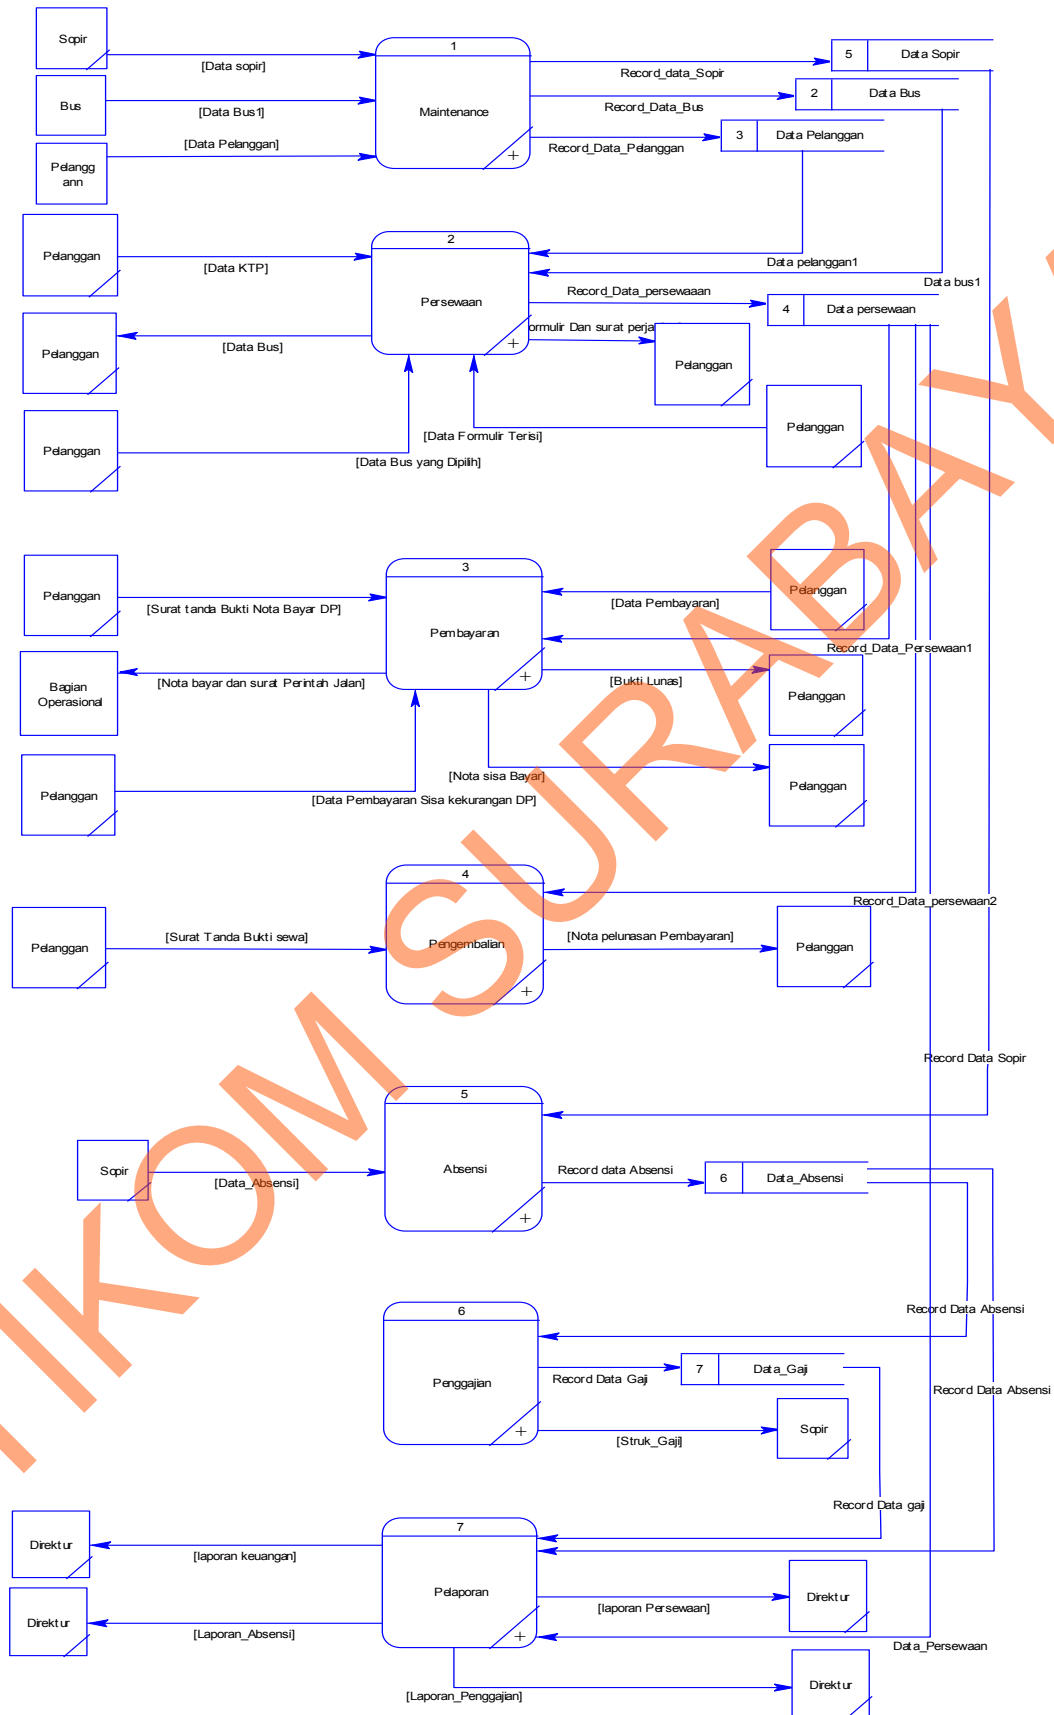 Sopir
[Data sopir]
1
Maintenance
+
Record_data_Sopir
5 Data Sopir
Bus
[Data Bus1]
Record_Data_Bus
2 Data Bus
Pelangg
ann
[Data Pelanggan]
Record_Data_Pelanggan
3 Data Pelanggan
Pelanggan
[Data KTP]
2
Persewaan
+
Data pelanggan1
Data bus1
Record_Data_persewaaan
4 Data persewaan
Pelanggan
[Data Bus]
ormulir Dan surat perja
Pelanggan
Pelanggan
[Data Formulir Terisi]
Pelanggan
[Data Bus yang Dipilih]
Pelanggan
[Surat tanda Bukti Nota Bayar DP]
3
Pembayaran
+
[Data Pembayaran]
Pelanggan
Record_Data_Persewaan1
Bagian
Operasional
[Nota bayar dan surat Perintah Jalan]
[Bukti Lunas]
Pelanggan
[Nota sisa Bayar]
Pelanggan
Pelanggan
[Data Pembayaran Sisa kekurangan DP]
4
Pengembalian
+
Record_Data_persewaan2
Pelanggan
[Surat Tanda Bukti sewa]
[Nota pelunasan Pembayaran]
Pelanggan
Record Data Sopir
5
Absensi
+
Sopir
[Data_Absensi]
Record data Absensi
6 Data_Absensi
Record Data Absensi
6
Penggajian
+
Record Data Gaji
7 Data_Gaji
Record Data Absensi
[Struk_Gaji]
Sopir
Record Data gaji
Direktur
[laporan keuangan]
7
Pelaporan
+
[laporan Persewaan]
Direktur
Direktur
[Laporan_Absensi]
Data_Persewaan
[Laporan_Penggajian]
Direktur
IKOM SURABAYA